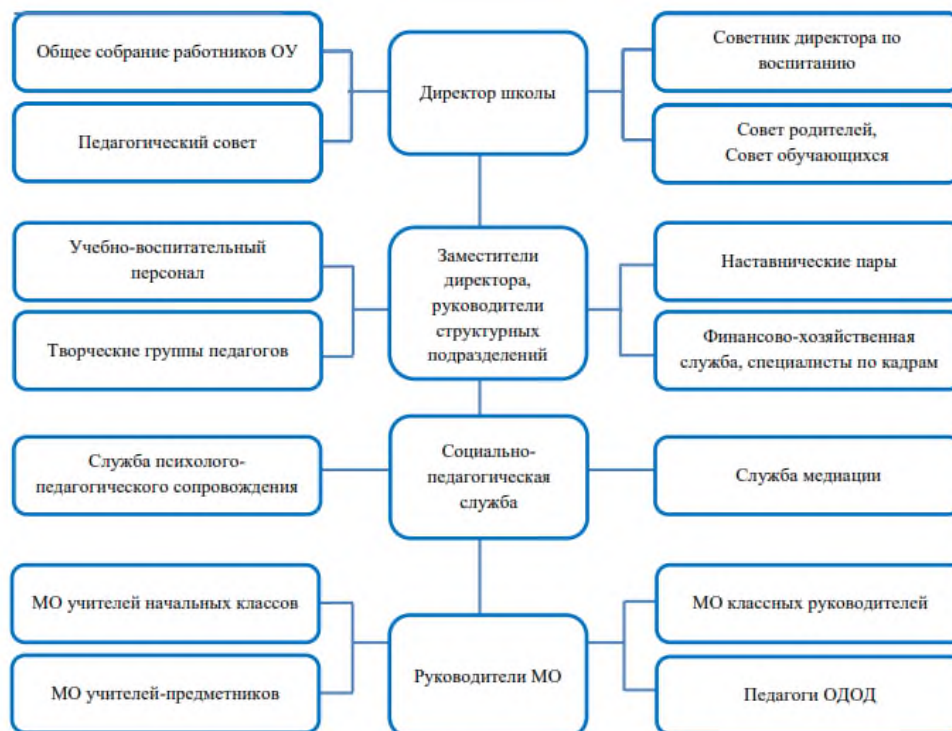 Общее собрание работников ОУ
Педагогический совет
Директор школы
Советник директора по
воспитанию
Совет родителей,
Совет обучающихся
Учебно-воспитательный
персонал
Творческие группы педагогов
Заместители
директора,
руководители
структурных
подразделений
Наставнические пары
Финансово-хозяйственная
служба, специалисты по кадрам
Служба психолого-
педагогического сопровождения
Социально-
педагогическая
служба
Служба медиации
МО учителей начальных классов
МО учителей-предметников
Руководители МО
МО классных руководителей
Педагоги ОДОД